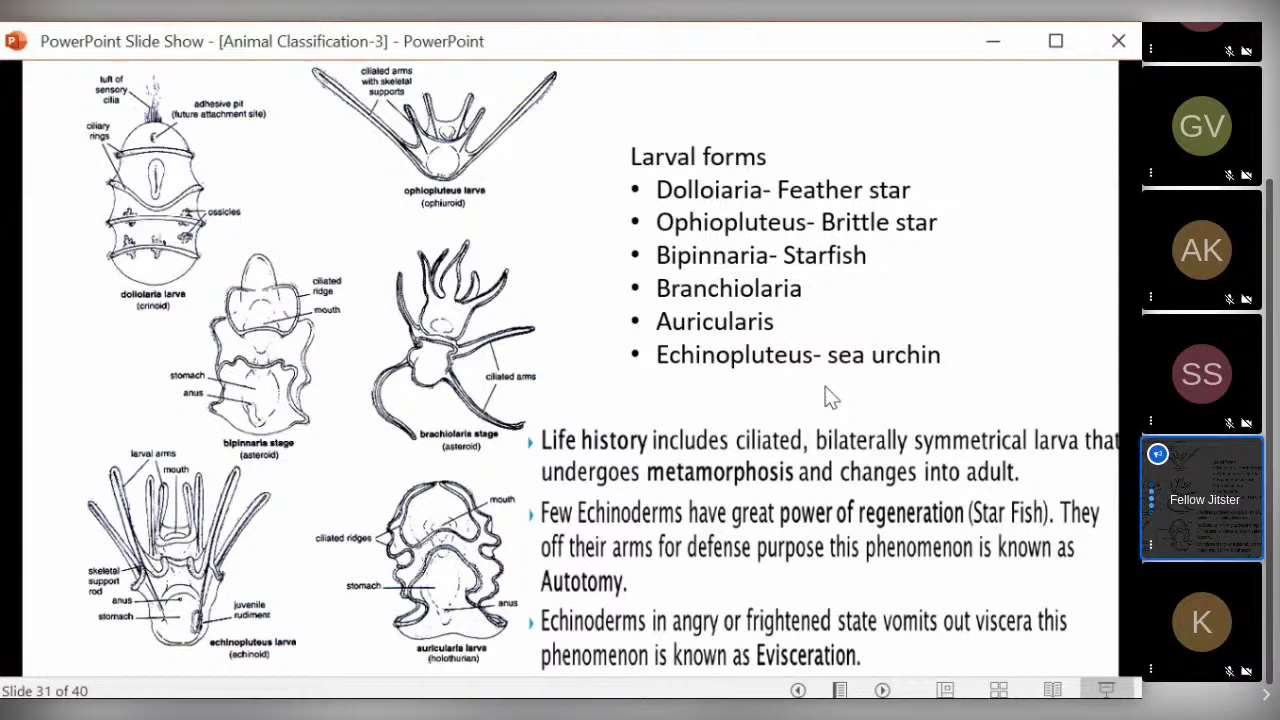 PowerPoint Slide Show - [Animal Classification-3] - PowerPoint
tuft of
sensory
cilia
adhesive pit
(future attachment site)
ciliary
rings
ossicles
doliolaria larva
(crinoid)
ciliated arms
with skeletal
supports
ophiopluteus larva
(ophiuroid)
ciliated
ridge
mouth
stomach
anus
bipinnaria stage
(asteroid)
ciliated arms
brachiolaria stage
(asteroid)
larval arms
mouth
skeletal
support
rod
anus
stomach
juvenile
rudiment
echinopluteus larva
(echinoid)
mouth
ciliated ridges
stomach
anus
auricularia larva
(holothurian)
Larval forms
• Dolloiaria- Feather star
• Ophiopluteus- Brittle star
• Bipinnaria- Starfish
• Branchiolaria
• Auricularis
• Echinopluteus- sea urchin
Life history includes ciliated, bilaterally symmetrical larva that
undergoes metamorphosis and changes into adult.
Few Echinoderms have great power of regeneration (Star Fish). They
f their arms for defense purpose this phenomenon is known as
Autotomy.
Echinoderms in angry or frightened state vomits out viscera this
phenomenon is known as Evisceration.
Slide 31 of 40
GV
AK
SS
Fellow Jitster
K